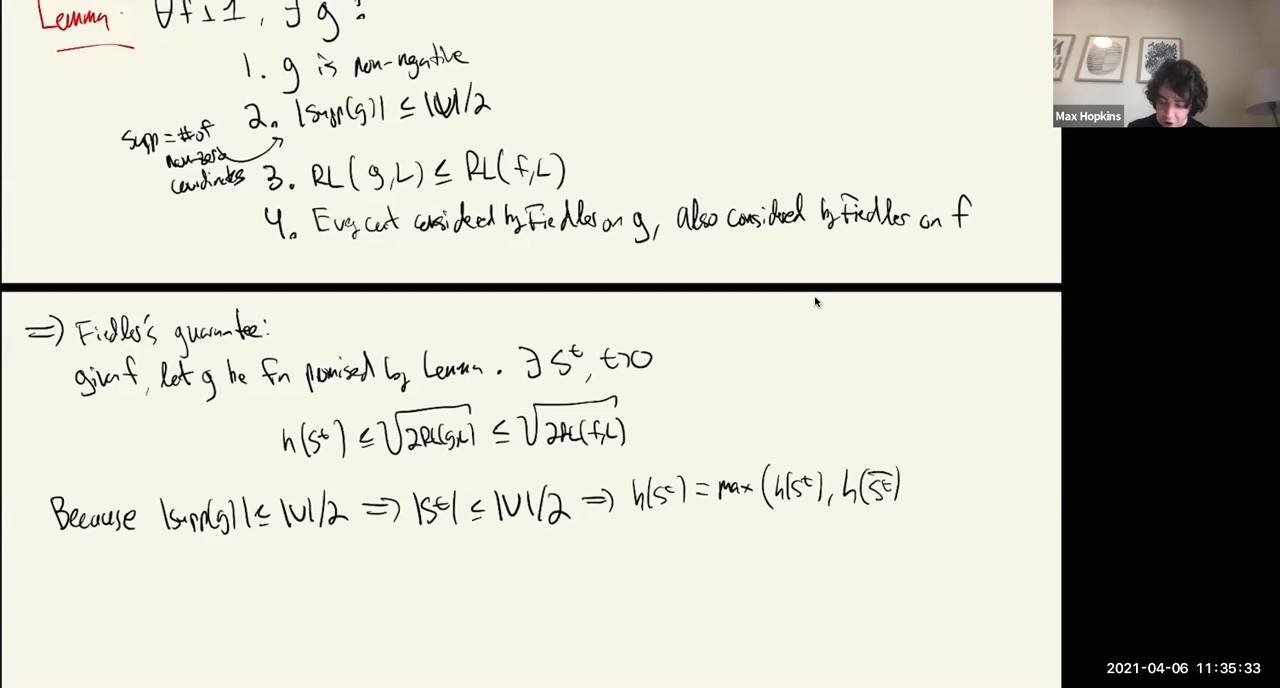 Lemma: ∀f⊥1, ∃ g:
1. g is non-negative
2. |supp(g)| ≤ |V|/2
supp = # of
non-zero
coordinates
3. RL(g,L) ≤ RL(f,L)
4. Every cut considered by Fiedler on g, also considered by Fiedler on f
⇒) Fiedler's guarantee:
given f, let g be fn promised by Lemma. ∃ S^t, t>0
h(S^t) ≤ √2RL(g,L) ≤ √2RL(f,L)
Because |supp(g)| ≤ |V|/2 ⇒ |S^t| ≤ |V|/2 ⇒ h(S^t) = max(h(S^t), h(S̄^t)
Max Hopkins
2021-04-06 11:35:33